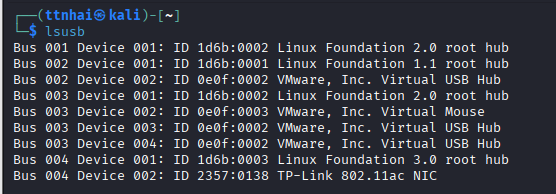 ┌──(ttnhai㉿kali)-[~]
└─$ lsusb
Bus 001 Device 001: ID 1d6b:0002 Linux Foundation 2.0 root hub
Bus 002 Device 001: ID 1d6b:0001 Linux Foundation 1.1 root hub
Bus 002 Device 002: ID 0e0f:0002 VMware, Inc. Virtual USB Hub
Bus 003 Device 001: ID 1d6b:0002 Linux Foundation 2.0 root hub
Bus 003 Device 002: ID 0e0f:0003 VMware, Inc. Virtual Mouse
Bus 003 Device 003: ID 0e0f:0002 VMware, Inc. Virtual USB Hub
Bus 003 Device 004: ID 0e0f:0002 VMware, Inc. Virtual USB Hub
Bus 004 Device 001: ID 1d6b:0003 Linux Foundation 3.0 root hub
Bus 004 Device 002: ID 2357:0138 TP-Link 802.11ac NIC